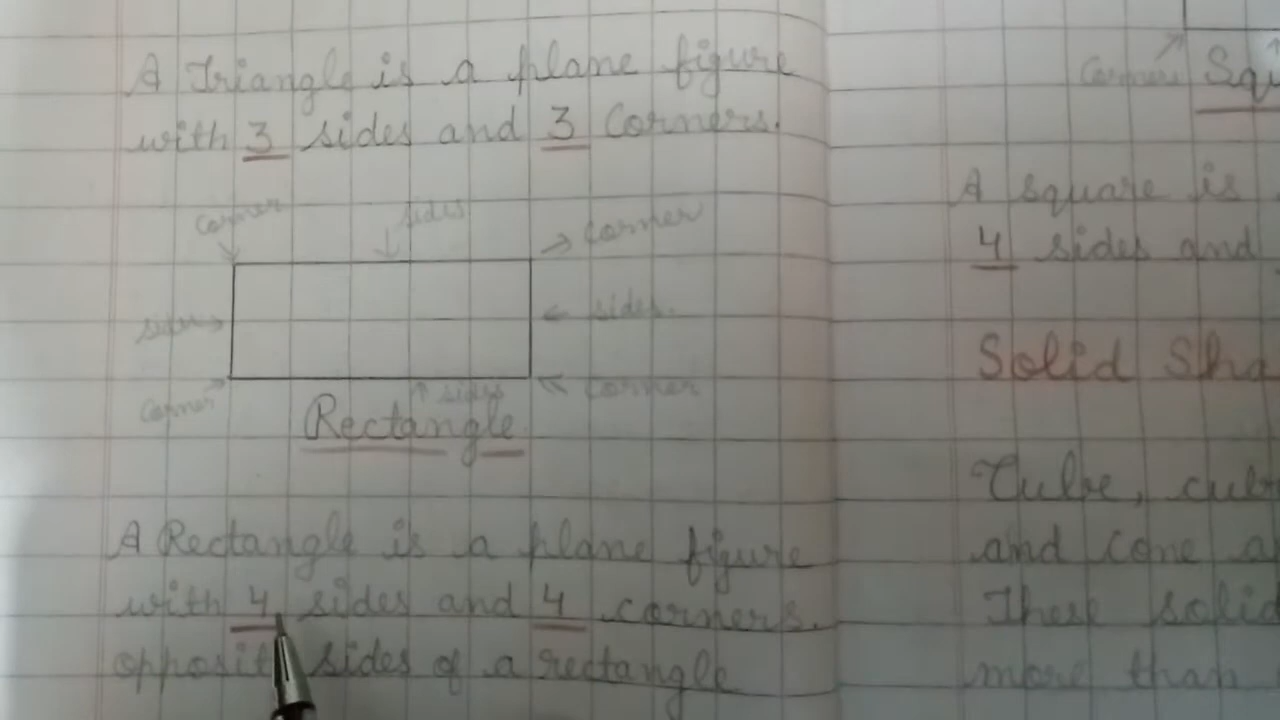 A Triangle is a plane figure
with 3 sides and 3 Corners.
corner
sides
corner
sides
sides.
corner
sides
corner
Rectangle
A Rectangle is a plane figure
with 4 sides and 4 corners.
opposit sides of a rectangle
Corner
Squ
A square is
4 sides and
Solid Sha
Cube, cub
and cone a
These solid
more than